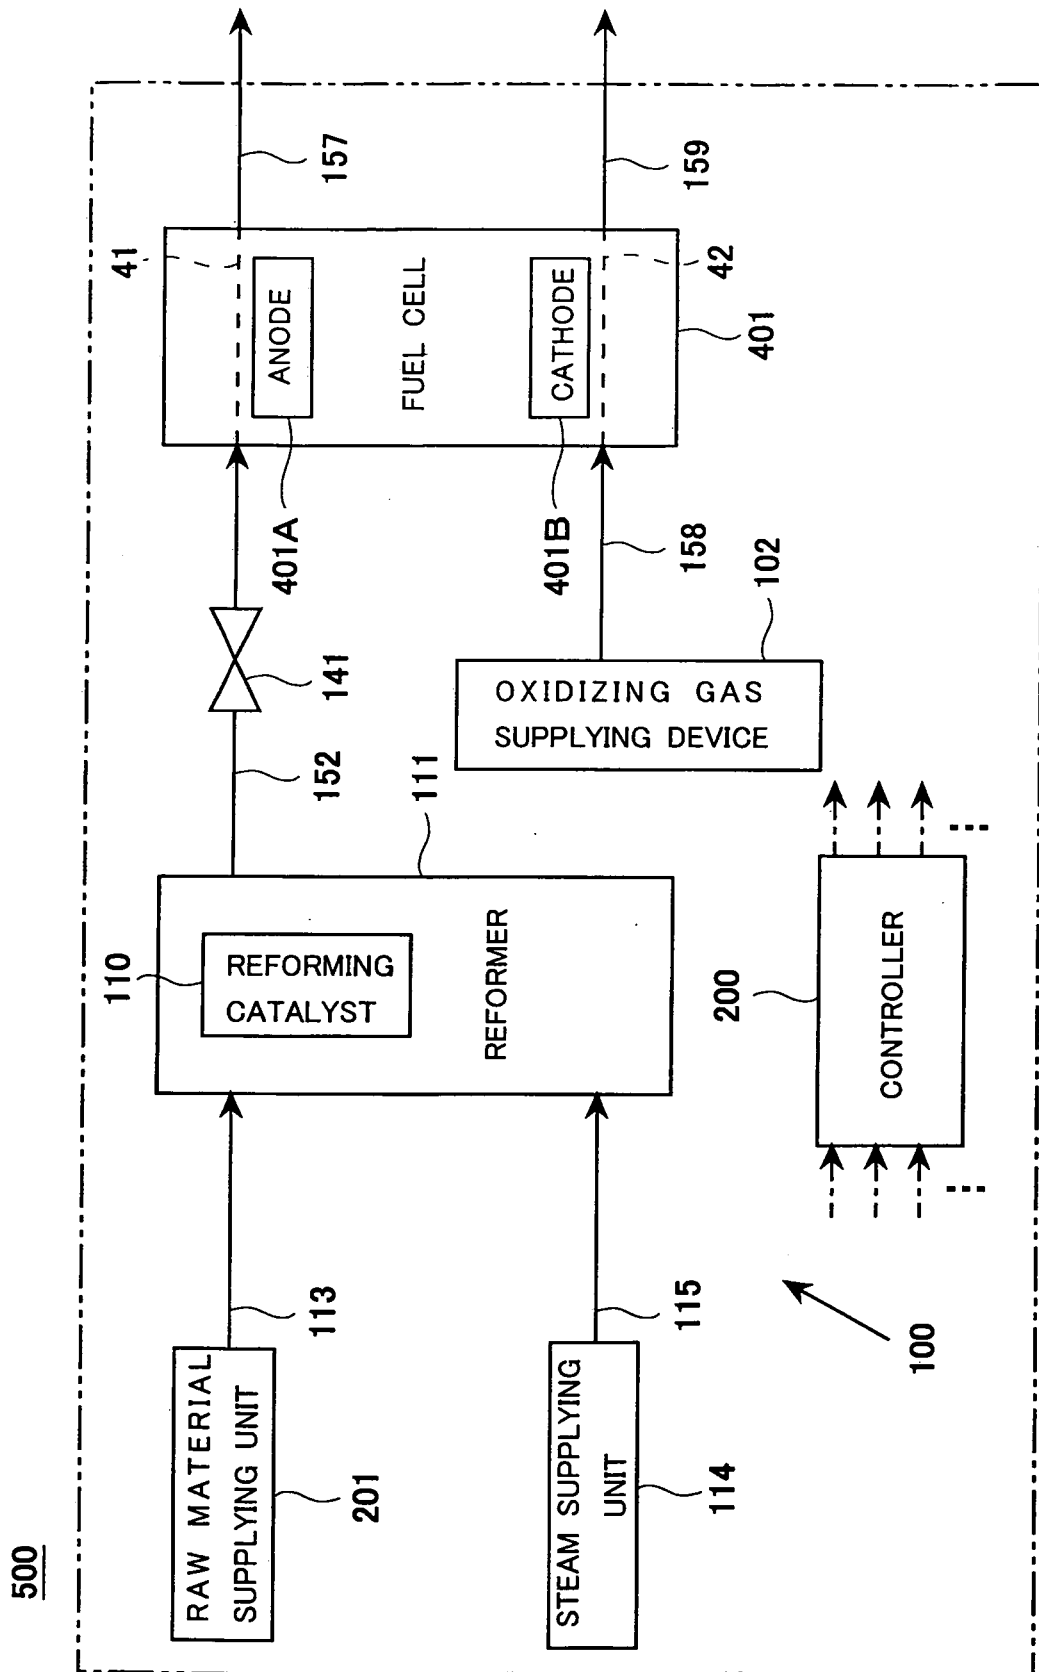 500
RAW MATERIAL
SUPPLYING UNIT
201
113
STEAM SUPPLYING
UNIT
114
115
100
110
REFORMING
CATALYST
REFORMER
111
152
141
OXIDIZING GAS
SUPPLYING DEVICE
102
158
200
CONTROLLER
41
ANODE
401A
FUEL CELL
CATHODE
401B
42
401
157
159